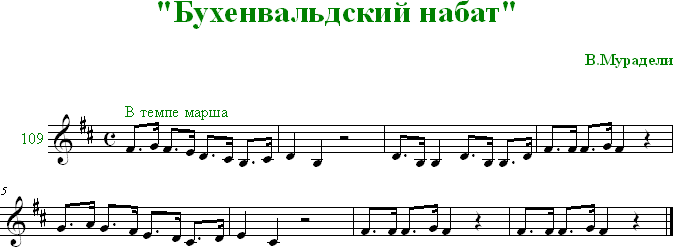 "Бухенвальдский набат"
В.Мурадели
В темпе марша
109
5